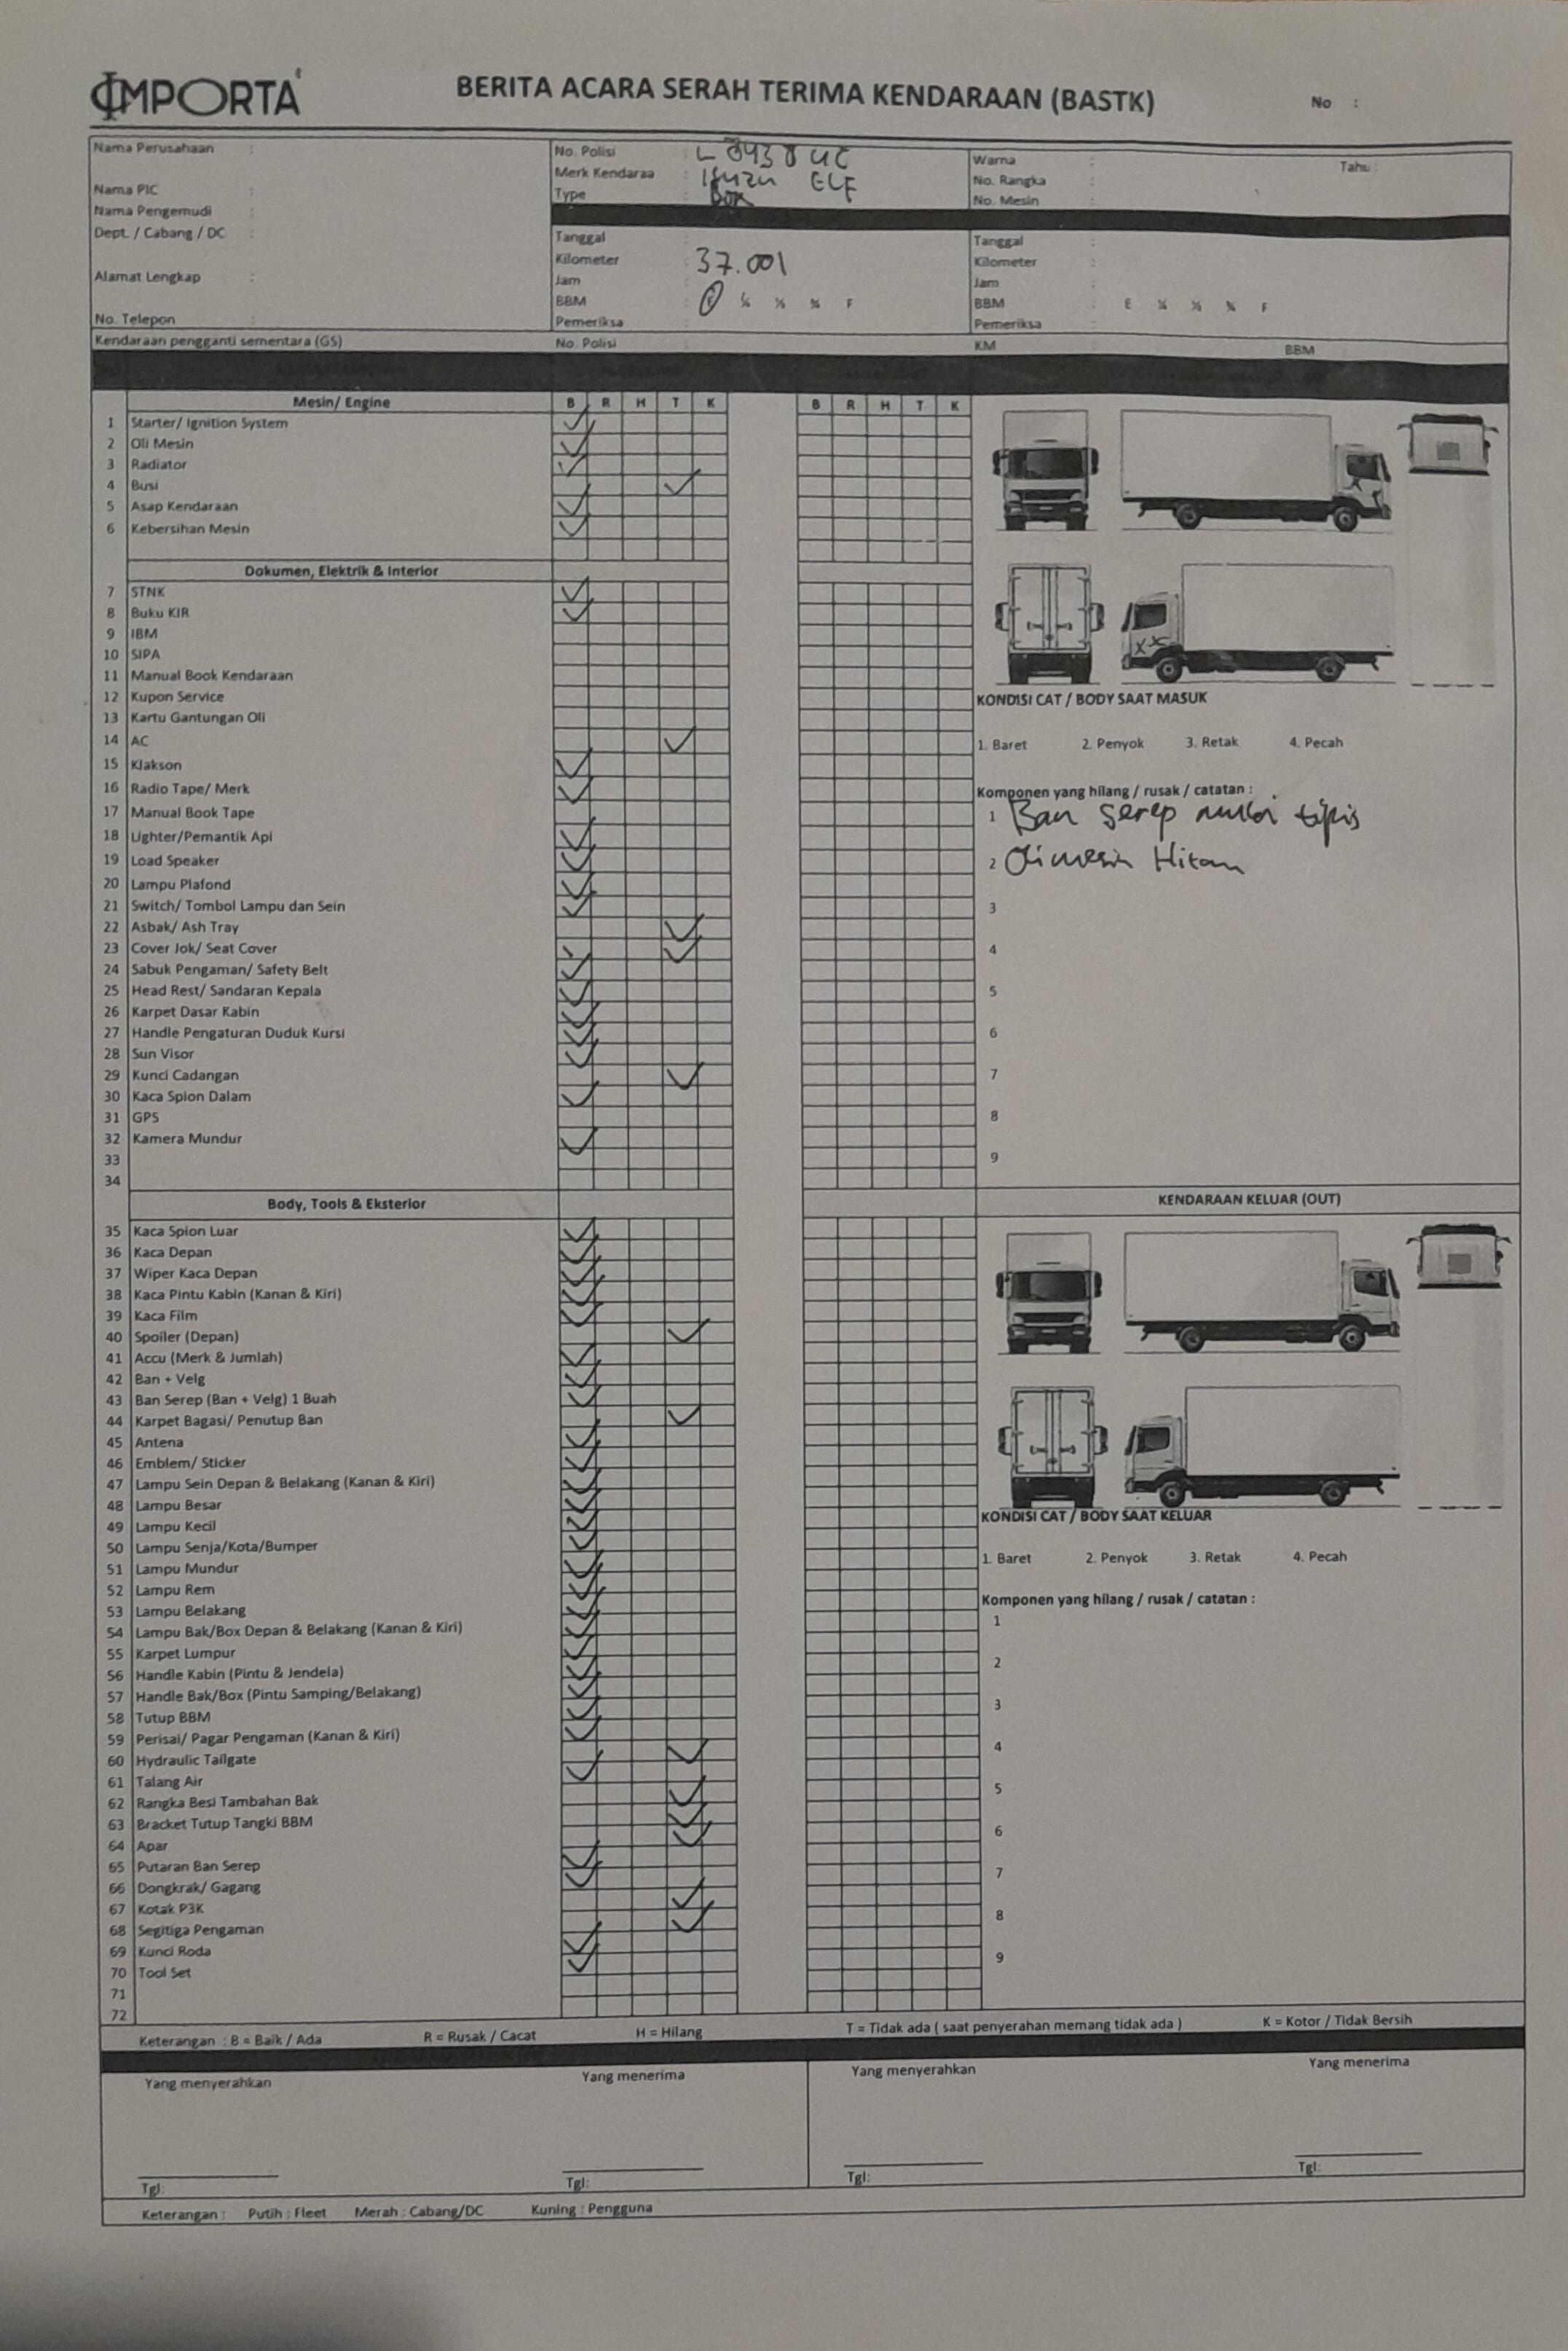 IMPORTA
BERITA ACARA SERAH TERIMA KENDARAAN (BASTK)
No :
Nama Perusahaan :
Nama PIC :
Nama Pengemudi :
Dept. / Cabang / DC :
Alamat Lengkap :
No. Telepon :
No. Polisi : L
Merk Kendaraa : Isuzu ELF
Type : Box
Warna : Tahu :
No. Rangka :
No. Mesin :
Tanggal :
Kilometer : 37.001
Jam :
BBM : E ¼ ½ ¾ F
Pemeriksa :
Tanggal :
Kilometer :
Jam :
BBM : E ¼ ½ ¾ F
Pemeriksa :
Kendaraan pengganti sementara (GS) No. Polisi : KM : BBM
Mesin/ Engine B R H T K B R H T K
1 Starter/ Ignition System ✓
2 Oli Mesin ✓
3 Radiator ✓
4 Busi ✓
5 Asap Kendaraan ✓
6 Kebersihan Mesin ✓
Dokumen, Elektrik & Interior
7 STNK ✓
8 Buku KIR ✓
9 IBM
10 SIPA
11 Manual Book Kendaraan
12 Kupon Service
13 Kartu Gantungan Oli
14 AC ✓
15 Klakson ✓
16 Radio Tape/ Merk ✓
17 Manual Book Tape
18 Lighter/Pemantik Api ✓
19 Load Speaker ✓
20 Lampu Plafond ✓
21 Switch/ Tombol Lampu dan Sein ✓
22 Asbak/ Ash Tray ✓
23 Cover Jok/ Seat Cover ✓
24 Sabuk Pengaman/ Safety Belt ✓
25 Head Rest/ Sandaran Kepala ✓
26 Karpet Dasar Kabin ✓
27 Handle Pengaturan Duduk Kursi ✓
28 Sun Visor ✓
29 Kunci Cadangan ✓
30 Kaca Spion Dalam ✓
31 GPS
32 Kamera Mundur ✓
33
34
KONDISI CAT / BODY SAAT MASUK
1. Baret 2. Penyok 3. Retak 4. Pecah
Komponen yang hilang / rusak / catatan :
1 Ban serep mulai tipis
2 Oli mesin Hitam
3
4
5
6
7
8
9
Body, Tools & Eksterior
35 Kaca Spion Luar ✓
36 Kaca Depan ✓
37 Wiper Kaca Depan ✓
38 Kaca Pintu Kabin (Kanan & Kiri) ✓
39 Kaca Film ✓
40 Spoiler (Depan) ✓
41 Accu (Merk & Jumlah) ✓
42 Ban + Velg ✓
43 Ban Serep (Ban + Velg) 1 Buah ✓
44 Karpet Bagasi/ Penutup Ban ✓
45 Antena ✓
46 Emblem/ Sticker ✓
47 Lampu Sein Depan & Belakang (Kanan & Kiri) ✓
48 Lampu Besar ✓
49 Lampu Kecil ✓
50 Lampu Senja/Kota/Bumper ✓
51 Lampu Mundur ✓
52 Lampu Rem ✓
53 Lampu Belakang ✓
54 Lampu Bak/Box Depan & Belakang (Kanan & Kiri) ✓
55 Karpet Lumpur ✓
56 Handle Kabin (Pintu & Jendela) ✓
57 Handle Bak/Box (Pintu Samping/Belakang) ✓
58 Tutup BBM ✓
59 Perisai/ Pagar Pengaman (Kanan & Kiri) ✓
60 Hydraulic Tailgate ✓
61 Talang Air ✓
62 Rangka Besi Tambahan Bak ✓
63 Bracket Tutup Tangki BBM ✓
64 Apar ✓
65 Putaran Ban Serep ✓
66 Dongkrak/ Gagang ✓
67 Kotak P3K ✓
68 Segitiga Pengaman ✓
69 Kunci Roda ✓
70 Tool Set ✓
71
72
KENDARAAN KELUAR (OUT)
KONDISI CAT / BODY SAAT KELUAR
1. Baret 2. Penyok 3. Retak 4. Pecah
Komponen yang hilang / rusak / catatan :
1
2
3
4
5
6
7
8
9
Keterangan : B = Baik / Ada R = Rusak / Cacat H = Hilang T = Tidak ada ( saat penyerahan memang tidak ada ) K = Kotor / Tidak Bersih
Yang menyerahkan Yang menerima Yang menyerahkan Yang menerima
Tgl: Tgl: Tgl: Tgl:
Keterangan : Putih : Fleet Merah : Cabang/DC Kuning : Pengguna